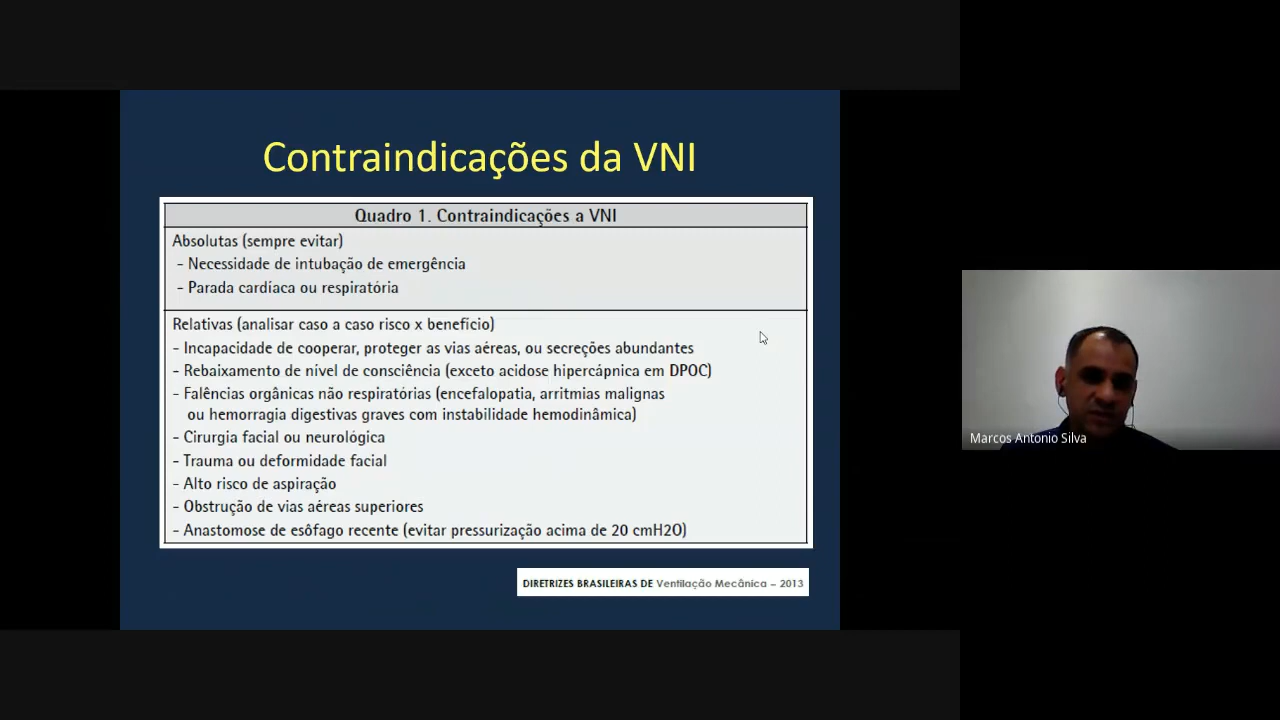 Contraindicações da VNI
Quadro 1. Contraindicações a VNI
Absolutas (sempre evitar)
- Necessidade de intubação de emergência
- Parada cardíaca ou respiratória
Relativas (analisar caso a caso risco x benefício)
- Incapacidade de cooperar, proteger as vias aéreas, ou secreções abundantes
- Rebaixamento de nível de consciência (exceto acidose hipercápnica em DPOC)
- Falências orgânicas não respiratórias (encefalopatia, arritmias malignas
ou hemorragia digestivas graves com instabilidade hemodinâmica)
- Cirurgia facial ou neurológica
- Trauma ou deformidade facial
- Alto risco de aspiração
- Obstrução de vias aéreas superiores
- Anastomose de esôfago recente (evitar pressurização acima de 20 cmH2O)
DIRETRIZES BRASILEIRAS DE Ventilação Mecânica – 2013
Marcos Antonio Silva